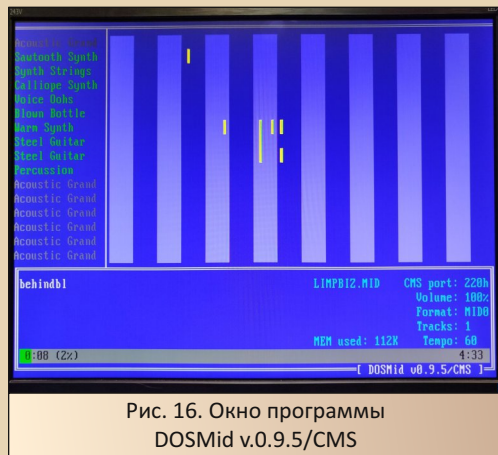 Acoustic Grand
Sawtooth Synth
Synth Strings
Calliope Synth
Voice Oohs
Blown Bottle
Warm Synth
Steel Guitar
Steel Guitar
Percussion
Acoustic Grand
Acoustic Grand
Acoustic Grand
Acoustic Grand
Acoustic Grand
Acoustic Grand
behindbl LIMPBIZ.MID CMS port: 220h
Volume: 100%
Format: MID0
Tracks: 1
MEM used: 112K Tempo: 60
0:08 (2%) 4:33
[ DOSMid v0.9.5/CMS ]
Рис. 16. Окно программы
DOSMid v.0.9.5/CMS